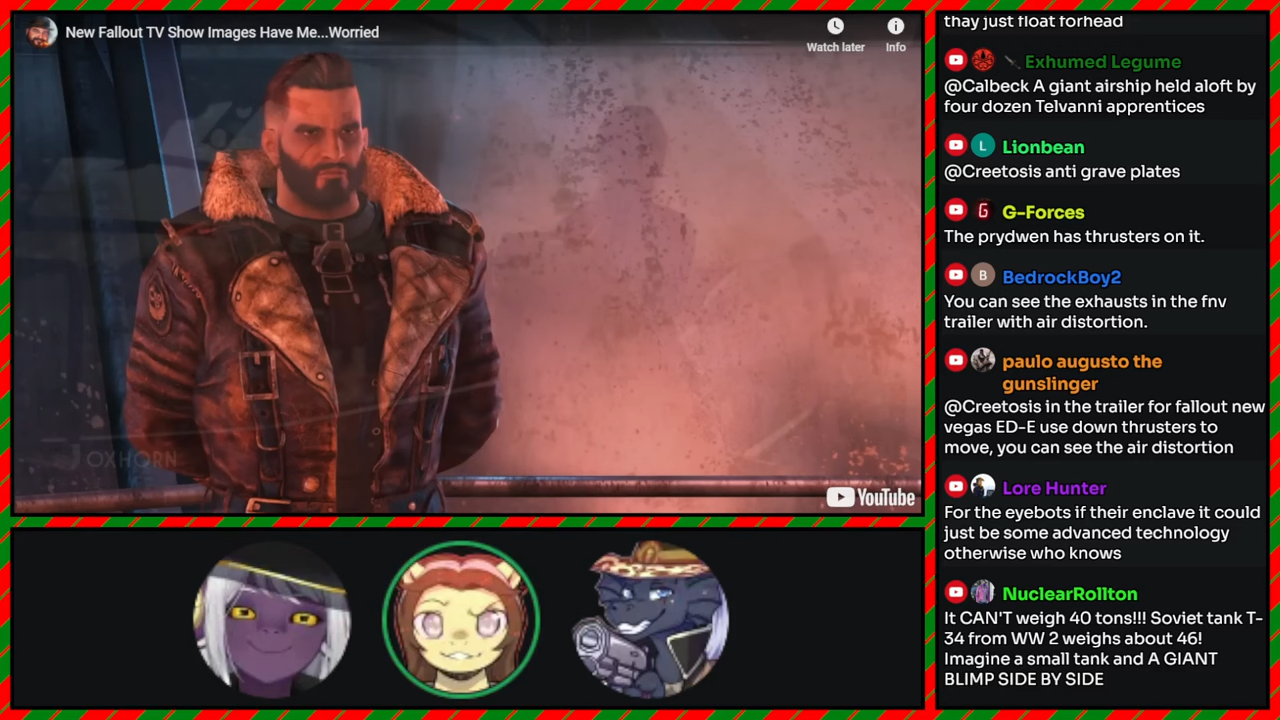 New Fallout TV Show Images Have Me...Worried
Watch later
Info
OXHORN
YouTube
thay just float forhead
Exhumed Legume
@Calbeck A giant airship held aloft by
four dozen Telvanni apprentices
L
Lionbean
@Creetosis anti grave plates
G
G-Forces
The prydwen has thrusters on it.
B
BedrockBoy2
You can see the exhausts in the fnv
trailer with air distortion.
paulo augusto the
gunslinger
@Creetosis in the trailer for fallout new
vegas ED-E use down thrusters to
move, you can see the air distortion
Lore Hunter
For the eyebots if their enclave it could
just be some advanced technology
otherwise who knows
NuclearRollton
It CAN'T weigh 40 tons!!! Soviet tank T-
34 from WW 2 weighs about 46!
Imagine a small tank and A GIANT
BLIMP SIDE BY SIDE